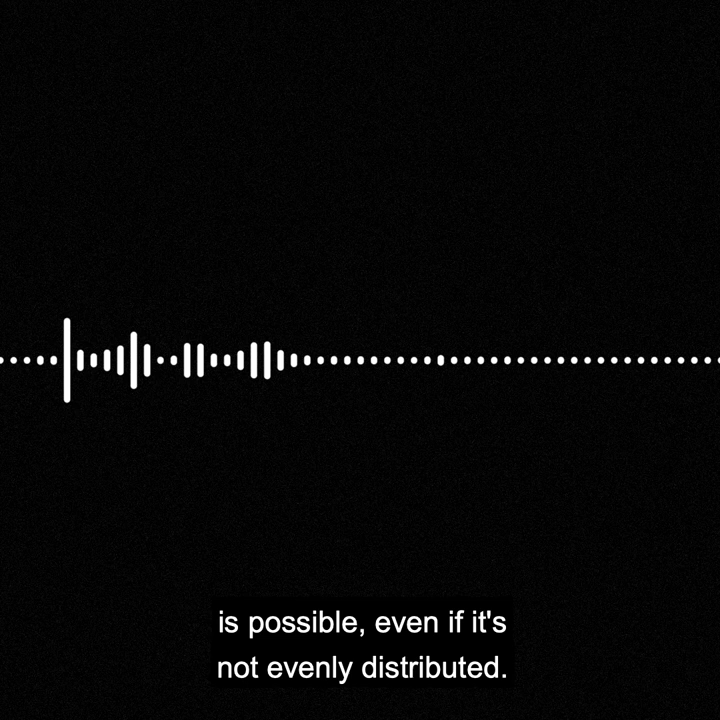 is possible, even if it's
not evenly distributed.